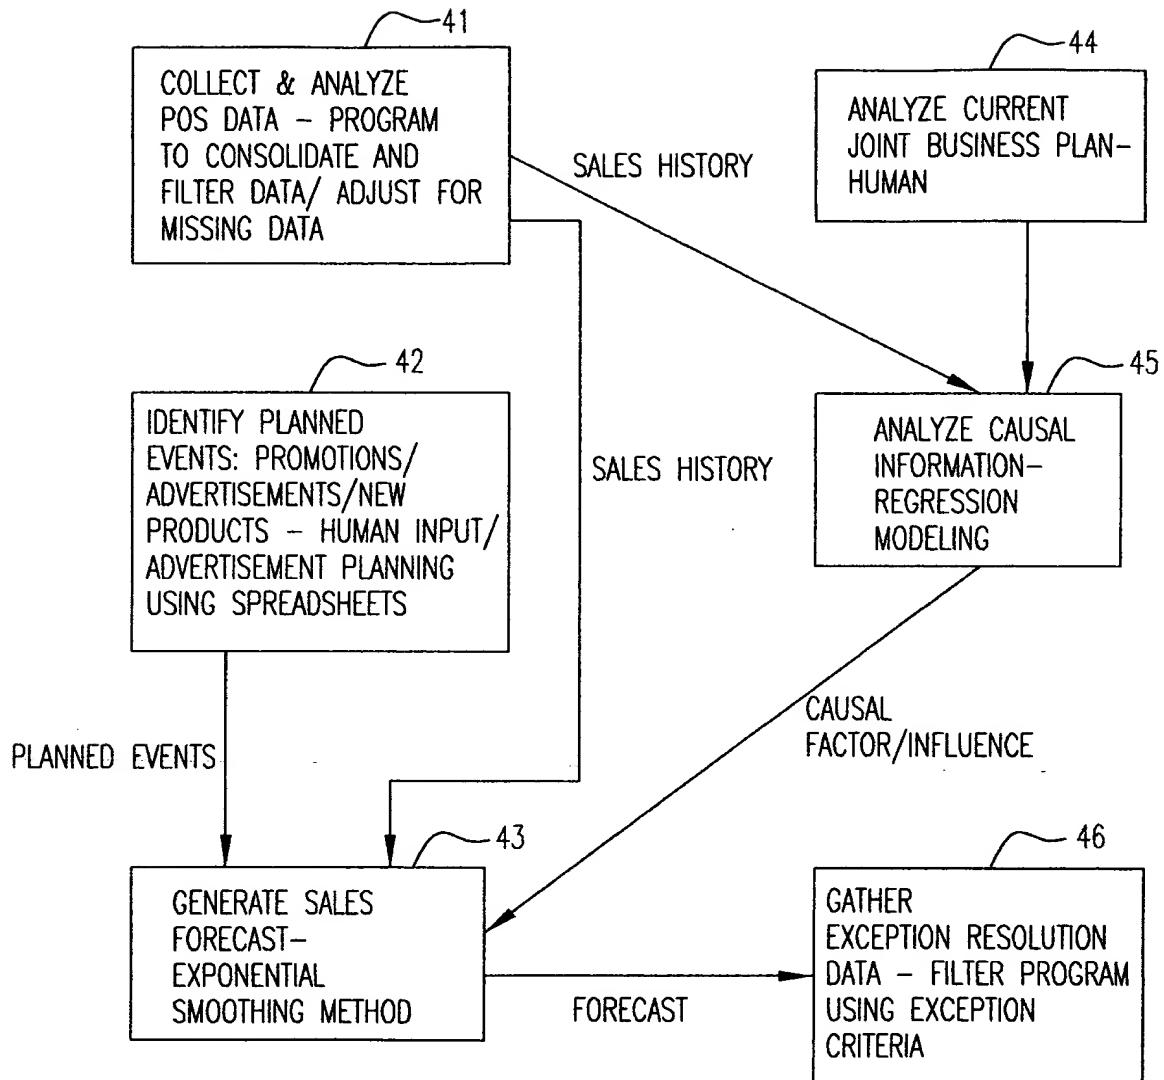 41
COLLECT & ANALYZE
POS DATA – PROGRAM
TO CONSOLIDATE AND
FILTER DATA/ ADJUST FOR
MISSING DATA
44
ANALYZE CURRENT
JOINT BUSINESS PLAN–
HUMAN
SALES HISTORY
42
IDENTIFY PLANNED
EVENTS: PROMOTIONS/
ADVERTISEMENTS/NEW
PRODUCTS – HUMAN INPUT/
ADVERTISEMENT PLANNING
USING SPREADSHEETS
SALES HISTORY
45
ANALYZE CAUSAL
INFORMATION–
REGRESSION
MODELING
PLANNED EVENTS
CAUSAL
FACTOR/INFLUENCE
43
GENERATE SALES
FORECAST–
EXPONENTIAL
SMOOTHING METHOD
FORECAST
46
GATHER
EXCEPTION RESOLUTION
DATA – FILTER PROGRAM
USING EXCEPTION
CRITERIA